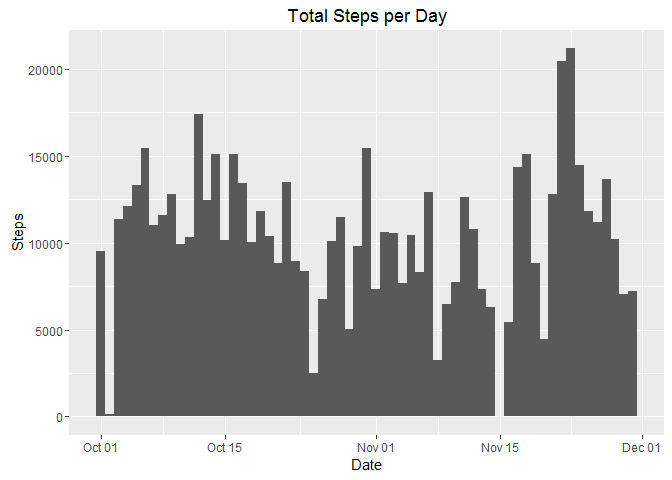 Total Steps per Day
20000
15000
10000
5000
0
Steps
Oct 01
Oct 15
Nov 01
Nov 15
Dec 01
Date